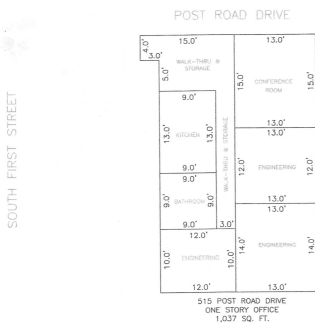 POST ROAD DRIVE
SOUTH FIRST STREET
15.0'
13.0'
4.0'
3.0'
WALK-THRU &
STORAGE
5.0'
15.0'
CONFERENCE
ROOM
15.0'
9.0'
13.0'
KITCHEN
13.0'
WALK-THRU & STORAGE
13.0'
13.0'
12.0'
ENGINEERING
12.0'
9.0'
9.0'
9.0'
BATHROOM
9.0'
13.0'
13.0'
9.0'
3.0'
12.0'
14.0'
ENGINEERING
14.0'
10.0'
ENGINEERING
10.0'
12.0'
13.0'
515 POST ROAD DRIVE
ONE STORY OFFICE
1,037 SQ. FT.